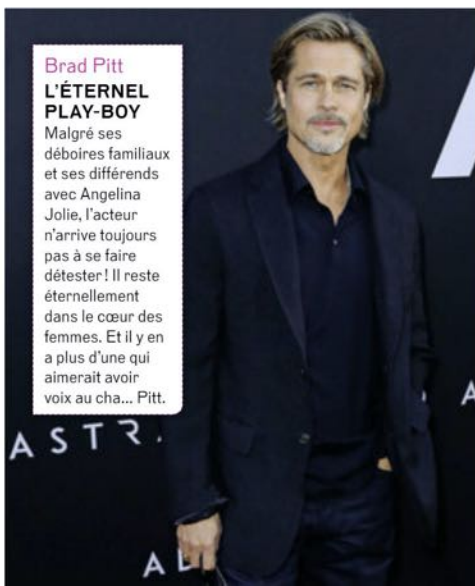 Brad Pitt
L'ÉTERNEL
PLAY-BOY
Malgré ses
déboires familiaux
et ses différends
avec Angelina
Jolie, l'acteur
n'arrive toujours
pas à se faire
détester! Il reste
éternellement
dans le cœur des
femmes. Et il y en
a plus d'une qui
aimerait avoir
voix au cha... Pitt.
A
ASTR
A
AD